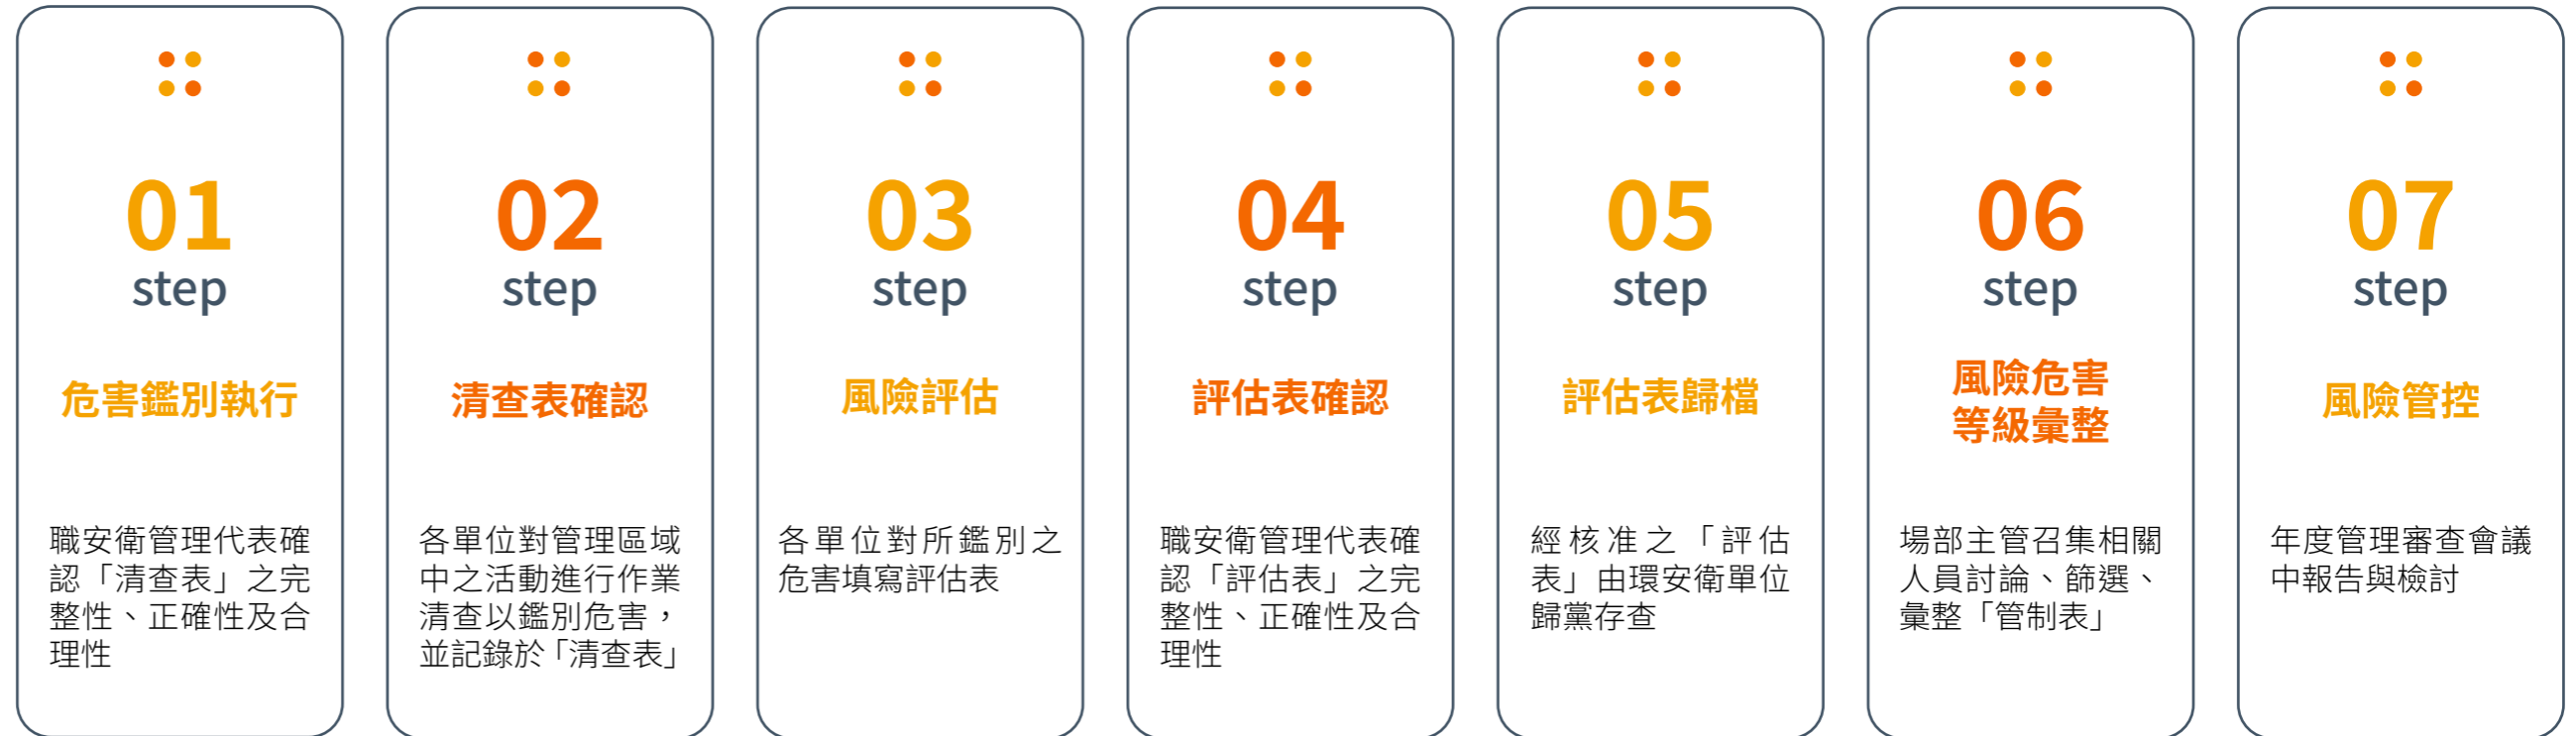 01
step
危害鑑別執行
職安衛管理代表確
認「清查表」之完
整性、正確性及合
理性
02
step
清查表確認
各單位對管理區域
中之活動進行作業
清查以鑑別危害，
並記錄於「清查表」
03
step
風險評估
各單位對所鑑別之
危害填寫評估表
04
step
評估表確認
職安衛管理代表確
認「評估表」之完
整性、正確性及合
理性
05
step
評估表歸檔
經核准之「評估
表」由環安衛單位
歸黨存查
06
step
風險危害
等級彙整
場部主管召集相關
人員討論、篩選、
彙整「管制表」
07
step
風險管控
年度管理審查會議
中報告與檢討